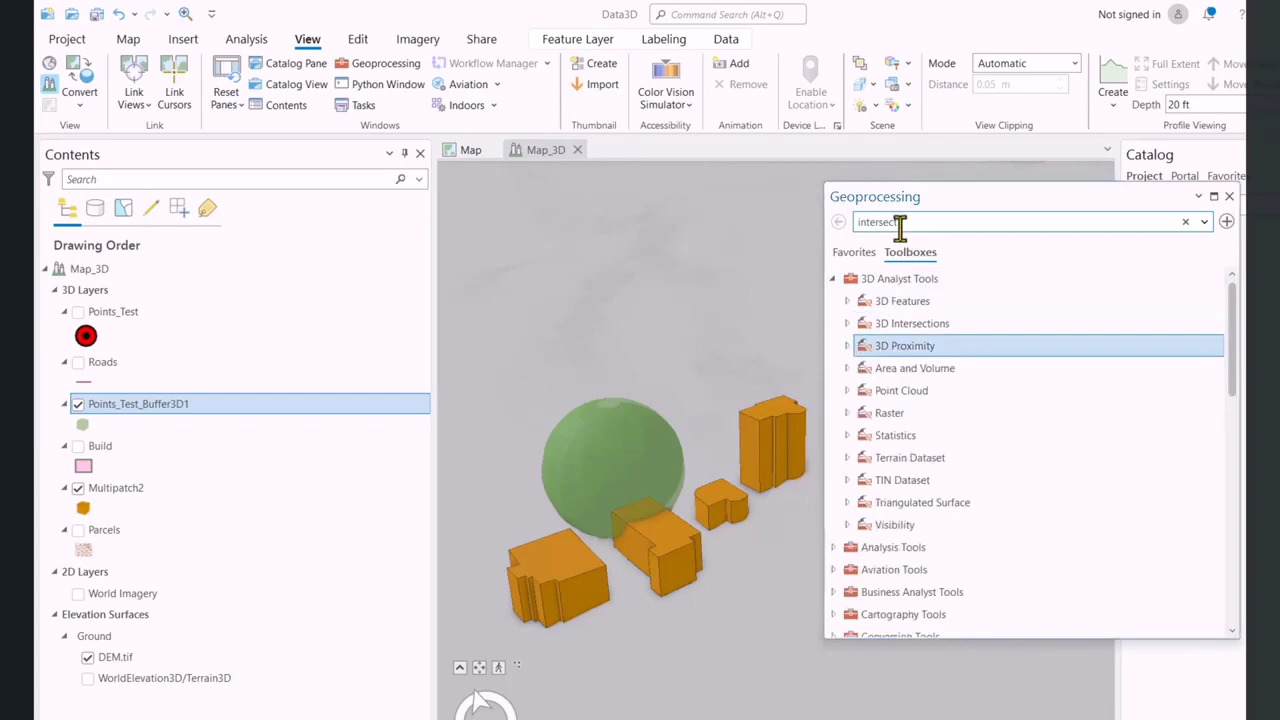 Data3D
Command Search (Alt+Q)
Not signed in
Project
Map
Insert
Analysis
View
Edit
Imagery
Share
Feature Layer
Labeling
Data
Convert
View
Link Views
Link Cursors
Link
Reset Panes
Catalog Pane
Catalog View
Contents
Geoprocessing
Python Window
Tasks
Workflow Manager
Aviation
Indoors
Windows
Create
Import
Thumbnail
Color Vision Simulator
Accessibility
Add
Remove
Animation
Enable Location
Device L...
Scene
Mode
Automatic
Distance
0.05 m
View Clipping
Create
Full Extent
Settings
Depth
20 ft
Profile Viewing
Contents
Search
Drawing Order
Map_3D
3D Layers
Points_Test
Roads
Points_Test_Buffer3D1
Build
Multipatch2
Parcels
2D Layers
World Imagery
Elevation Surfaces
Ground
DEM.tif
WorldElevation3D/Terrain3D
Map
Map_3D
Catalog
Project
Portal
Geoprocessing
intersect
Favorites
Toolboxes
3D Analyst Tools
3D Features
3D Intersections
3D Proximity
Area and Volume
Point Cloud
Raster
Statistics
Terrain Dataset
TIN Dataset
Triangulated Surface
Visibility
Analysis Tools
Aviation Tools
Business Analyst Tools
Cartography Tools
Conversion Tools